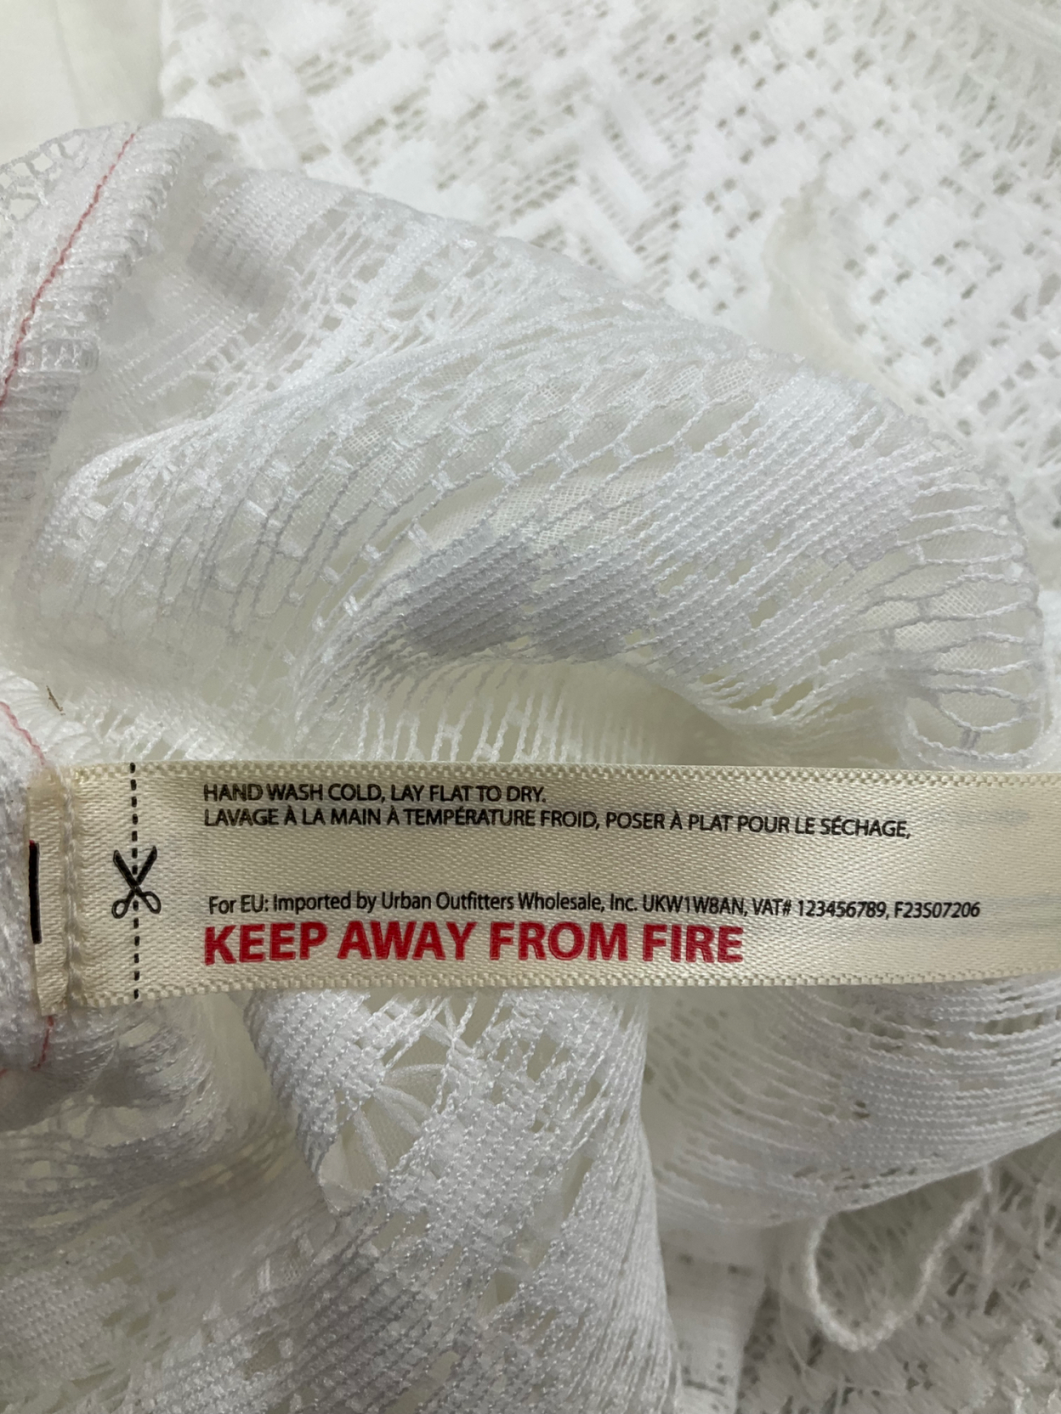 HAND WASH COLD, LAY FLAT TO DRY.
LAVAGE À LA MAIN À TEMPÉRATURE FROID, POSER À PLAT POUR LE SÉCHAGE,
For EU: Imported by Urban Outfitters Wholesale, Inc. UKW1W8AN, VAT# 123456789, F23S07206
KEEP AWAY FROM FIRE